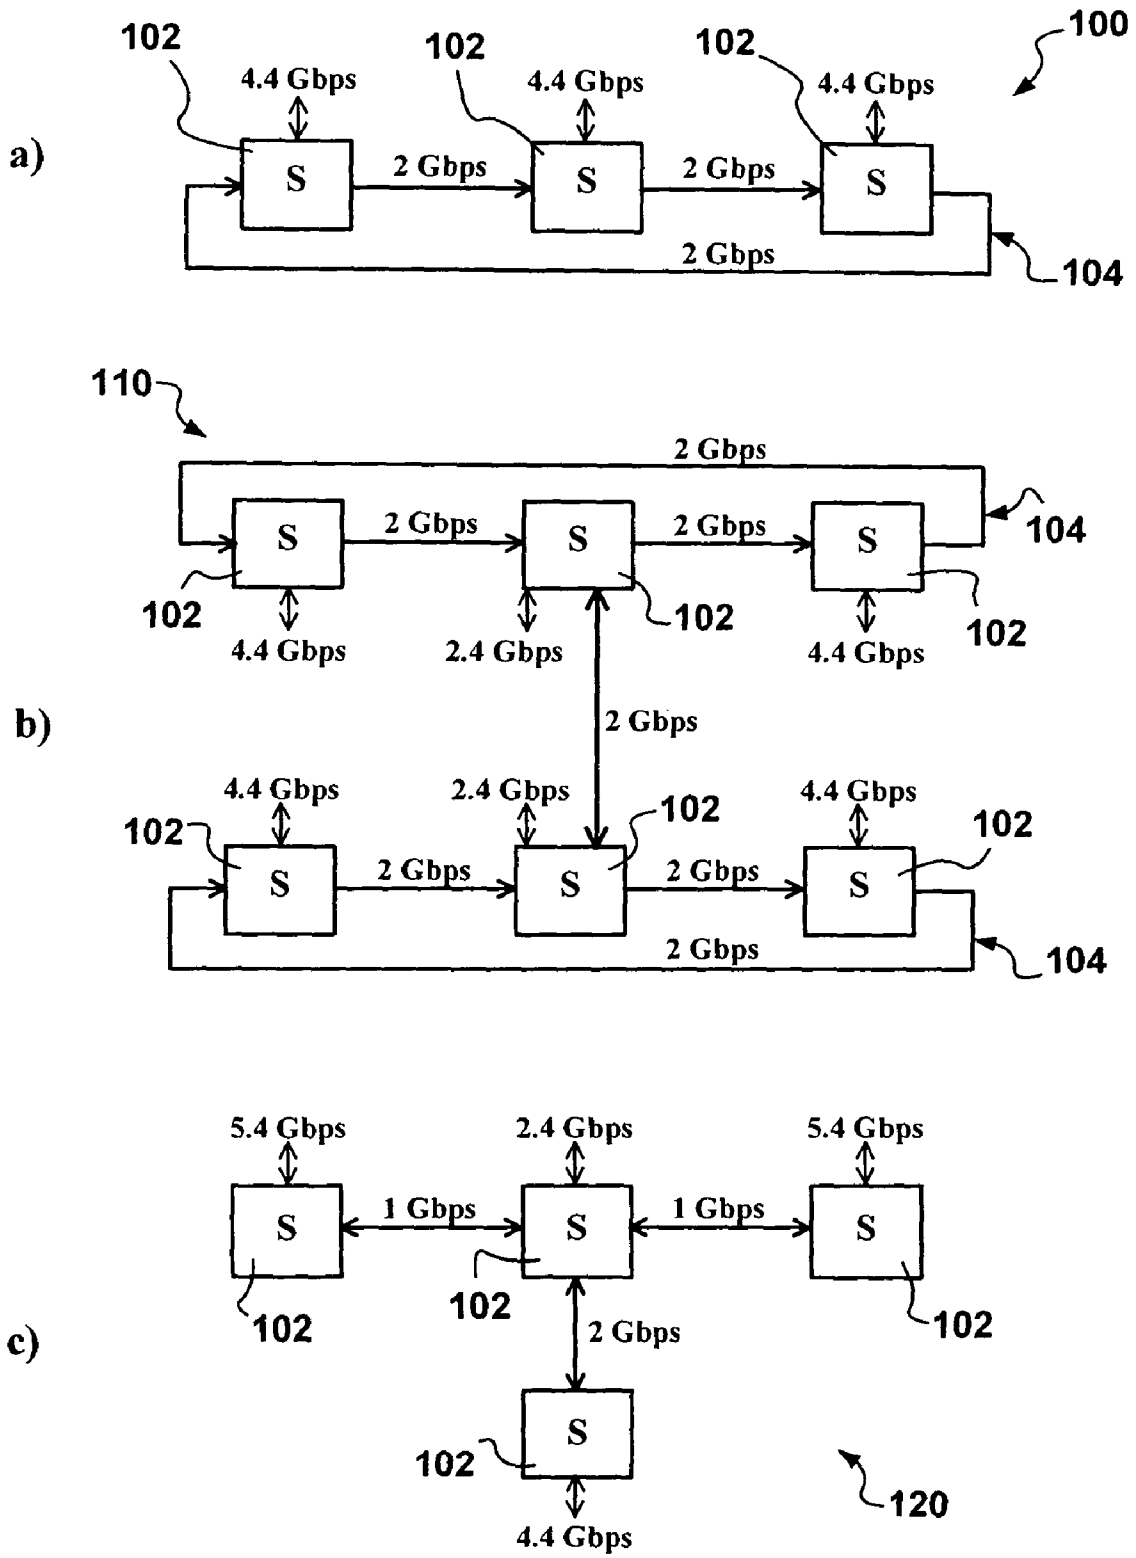 102 102 102 100
4.4 Gbps 4.4 Gbps 4.4 Gbps
a) S 2 Gbps S 2 Gbps S
2 Gbps 104
110
2 Gbps
S 2 Gbps S 2 Gbps S 104
102 102 102
4.4 Gbps 2.4 Gbps 4.4 Gbps
b) 2 Gbps
4.4 Gbps 2.4 Gbps 4.4 Gbps
102 102 102
S 2 Gbps S 2 Gbps S
2 Gbps 104
5.4 Gbps 2.4 Gbps 5.4 Gbps
S 1 Gbps S 1 Gbps S
102 102 102
c) 2 Gbps
S
102
4.4 Gbps
120